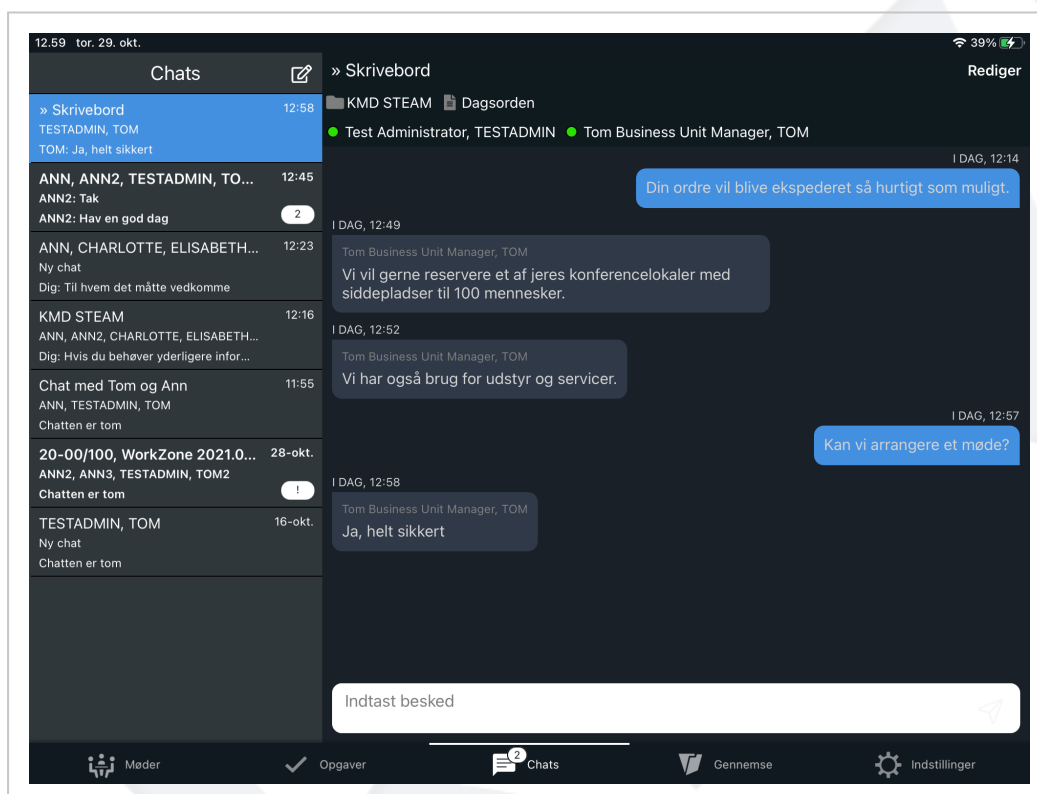 12.59 tor. 29. okt.
39%
Chats
» Skrivebord
12:58
TESTADMIN, TOM
TOM: Ja, helt sikkert
ANN, ANN2, TESTADMIN, TO...
12:45
ANN2: Tak
ANN2: Hav en god dag
2
ANN, CHARLOTTE, ELISABETH...
12:23
Ny chat
Dig: Til hvem det måtte vedkomme
KMD STEAM
12:16
ANN, ANN2, CHARLOTTE, ELISABETH...
Dig: Hvis du behøver yderligere infor...
Chat med Tom og Ann
11:55
ANN, TESTADMIN, TOM
Chatten er tom
20-00/100, WorkZone 2021.0...
28-okt.
ANN2, ANN3, TESTADMIN, TOM2
Chatten er tom
!
TESTADMIN, TOM
16-okt.
Ny chat
Chatten er tom
» Skrivebord
Rediger
KMD STEAM Dagsorden
Test Administrator, TESTADMIN Tom Business Unit Manager, TOM
I DAG, 12:14
Din ordre vil blive ekspederet så hurtigt som muligt.
I DAG, 12:49
Tom Business Unit Manager, TOM
Vi vil gerne reservere et af jeres konferencelokaler med
siddepladser til 100 mennesker.
I DAG, 12:52
Tom Business Unit Manager, TOM
Vi har også brug for udstyr og servicer.
I DAG, 12:57
Kan vi arrangere et møde?
I DAG, 12:58
Tom Business Unit Manager, TOM
Ja, helt sikkert
Indtast besked
Møder
Opgaver
2
Chats
Gennemse
Indstillinger